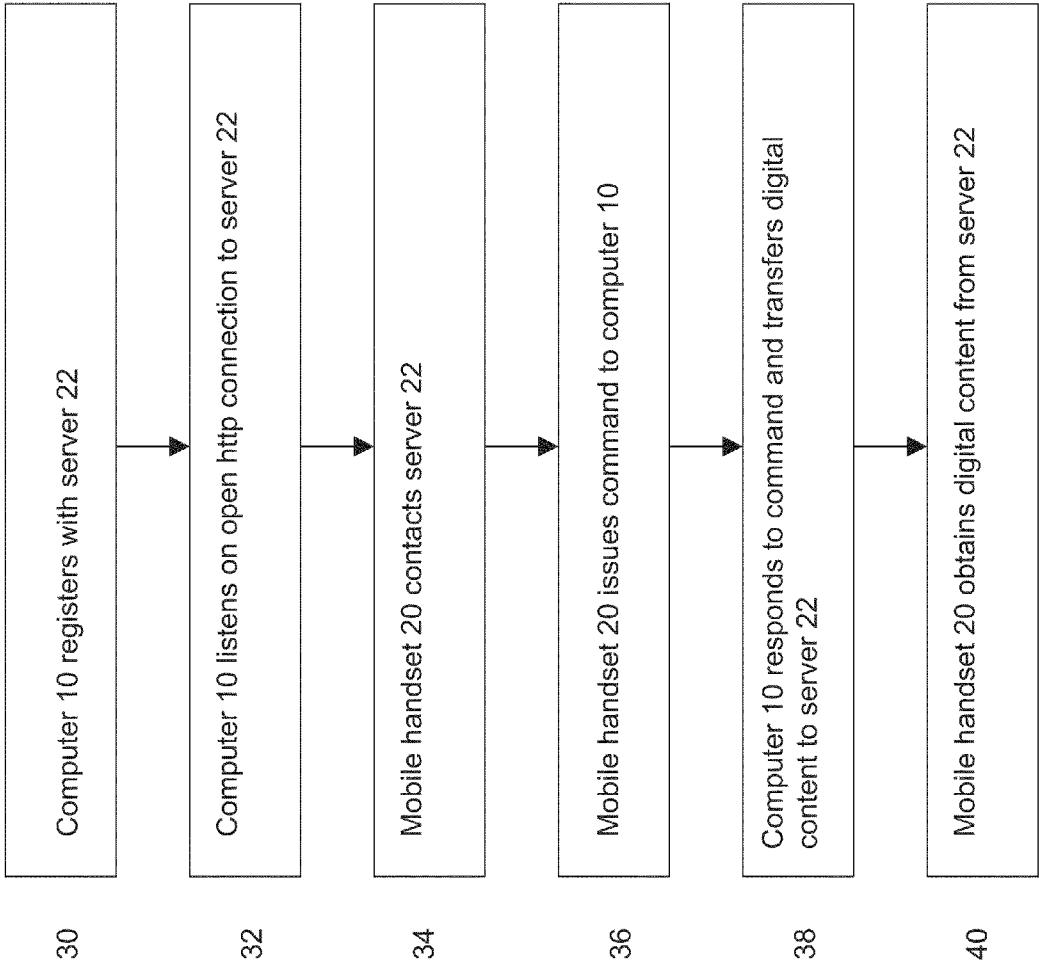 30
Computer 10 registers with server 22
32
Computer 10 listens on open http connection to server 22
34
Mobile handset 20 contacts server 22
36
Mobile handset 20 issues command to computer 10
38
Computer 10 responds to command and transfers digital
content to server 22
40
Mobile handset 20 obtains digital content from server 22